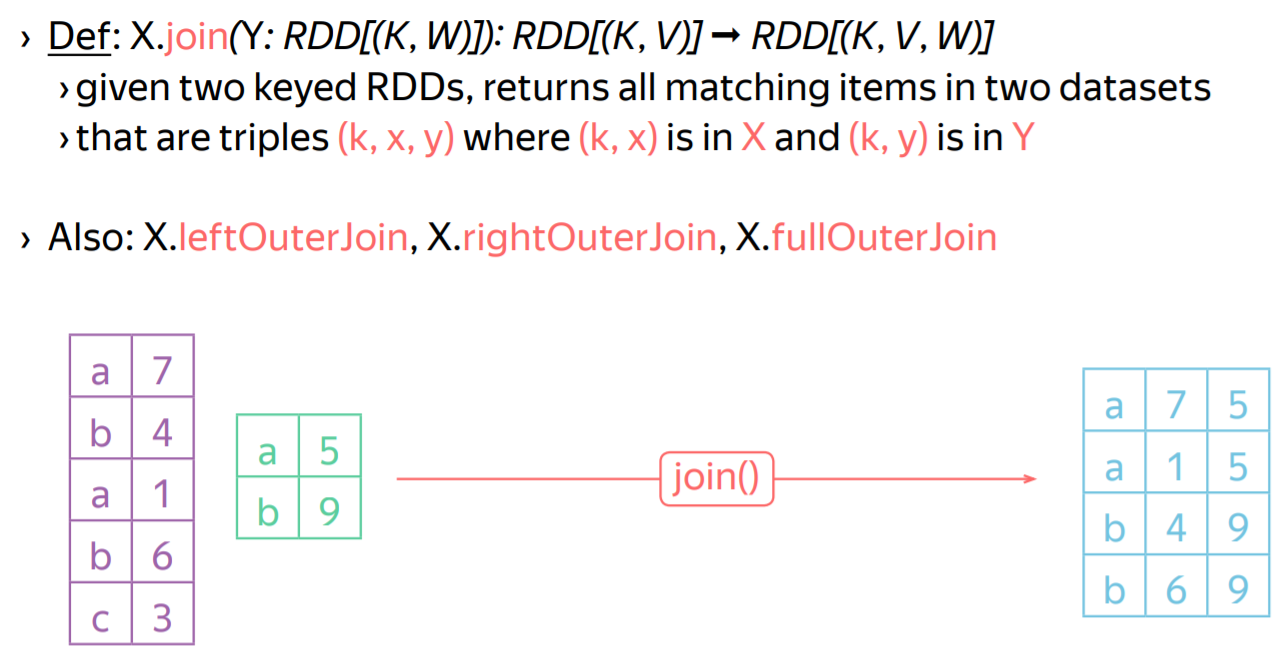 › Def: X.join(Y: RDD[(K, W)]): RDD[(K, V)] ➞ RDD[(K, V, W)]
› given two keyed RDDs, returns all matching items in two datasets
› that are triples (k, x, y) where (k, x) is in X and (k, y) is in Y
› Also: X.leftOuterJoin, X.rightOuterJoin, X.fullOuterJoin
a 7
b 4
a 1
b 6
c 3
a 5
b 9
join()
a 7 5
a 1 5
b 4 9
b 6 9